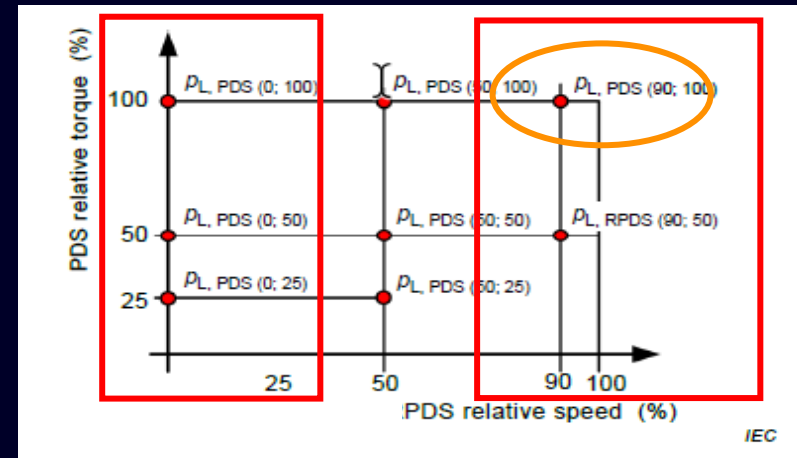 PDS relative torque (%)
100
pL, PDS (0; 100)
pL, PDS (50; 100)
pL, PDS (90; 100)
50
pL, PDS (0; 50)
pL, PDS (50; 50)
pL, RPDS (90; 50)
25
pL, PDS (0; 25)
pL, PDS (50; 25)
25 50 90 100
RPDS relative speed (%)
IEC